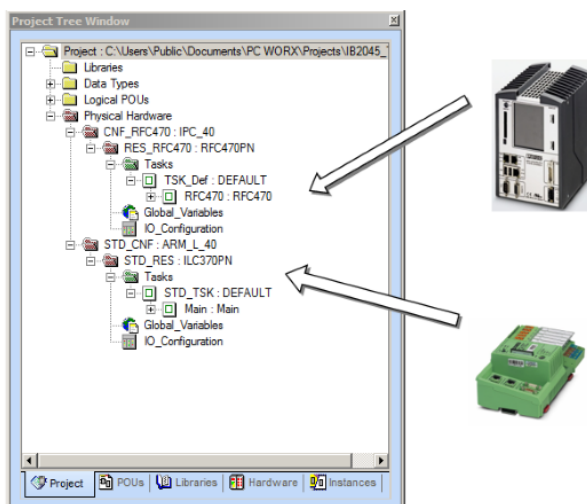 Project Tree Window
Project : C:\Users\Public\Documents\PC WORX\Projects\IB2045_
Libraries
Data Types
Logical POUs
Physical Hardware
CNF_RFC470 : IPC_40
RES_RFC470 : RFC470PN
Tasks
TSK_Def : DEFAULT
RFC470 : RFC470
Global_Variables
IO_Configuration
STD_CNF : ARM_L_40
STD_RES : ILC370PN
Tasks
STD_TSK : DEFAULT
Main : Main
Global_Variables
IO_Configuration
Project POUs Libraries Hardware Instances